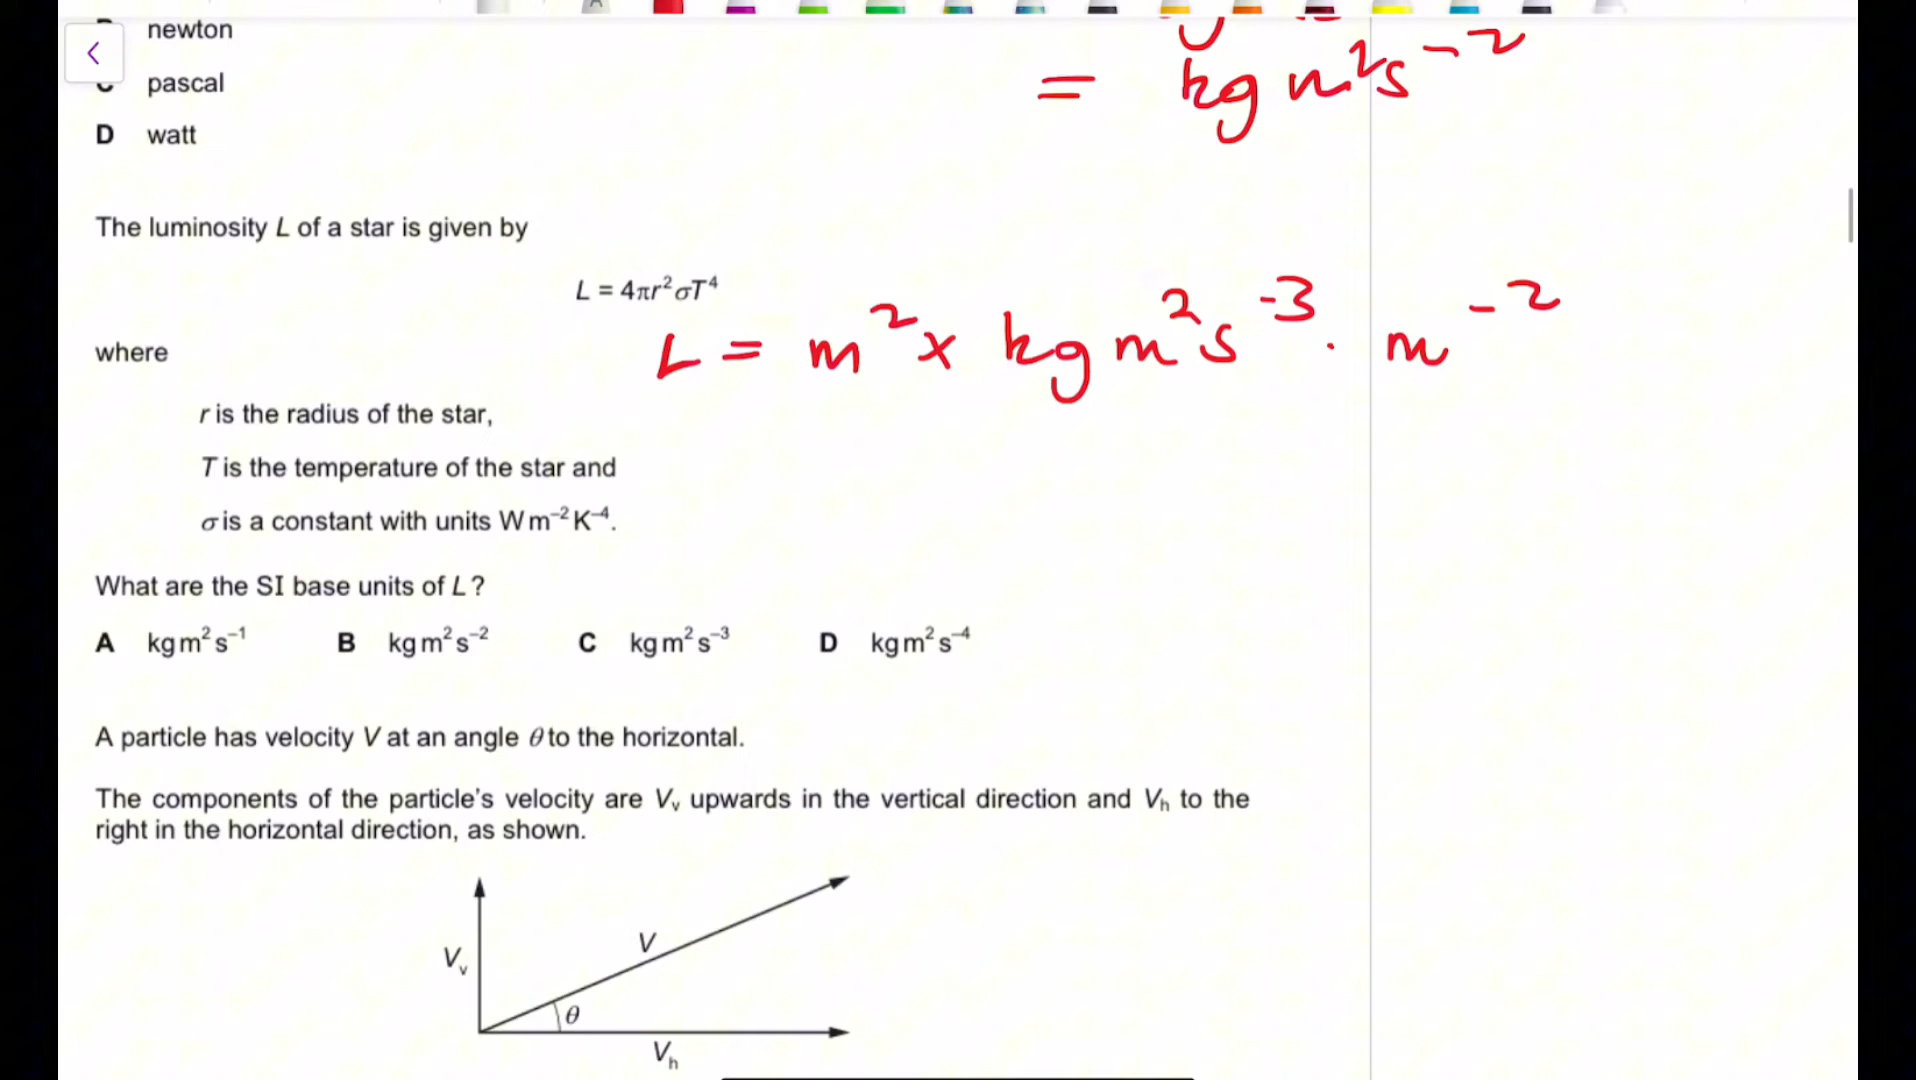 newton
= kg m²s⁻²
pascal
D watt
The luminosity L of a star is given by
L = 4πr²σT⁴
L = m² x kg m²s⁻³ . m⁻²
where
r is the radius of the star,
T is the temperature of the star and
σ is a constant with units W m⁻² K⁻⁴.
What are the SI base units of L?
A kg m² s⁻¹ B kg m² s⁻² C kg m² s⁻³ D kg m² s⁻⁴
A particle has velocity V at an angle θ to the horizontal.
The components of the particle's velocity are Vᵥ upwards in the vertical direction and Vₕ to the
right in the horizontal direction, as shown.
V
Vᵥ
θ
Vₕ